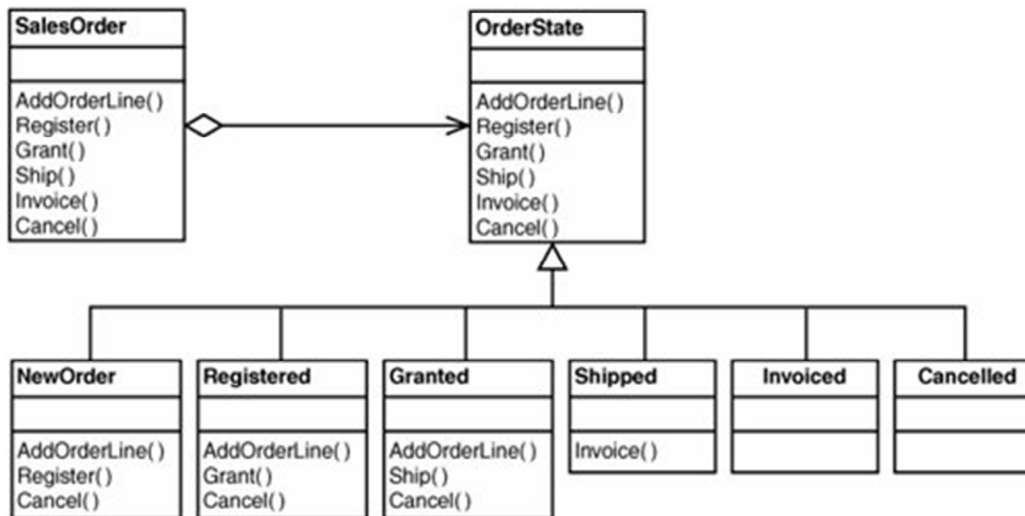 SalesOrder
AddOrderLine()
Register()
Grant()
Ship()
Invoice()
Cancel()
OrderState
AddOrderLine()
Register()
Grant()
Ship()
Invoice()
Cancel()
NewOrder
AddOrderLine()
Register()
Cancel()
Registered
AddOrderLine()
Grant()
Cancel()
Granted
AddOrderLine()
Ship()
Cancel()
Shipped
Invoice()
Invoiced
Cancelled